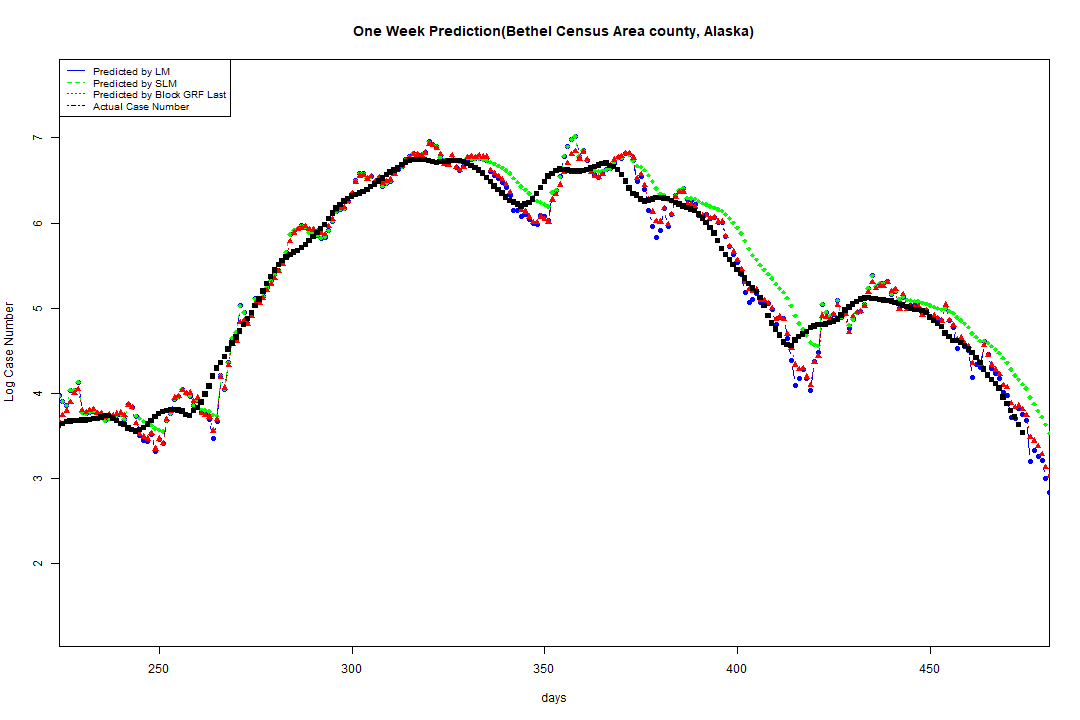 One Week Prediction(Bethel Census Area county, Alaska)
Predicted by LM
Predicted by SLM
Predicted by Block GRF Last
Actual Case Number
7
6
5
4
3
2
Log Case Number
250 300 350 400 450
days